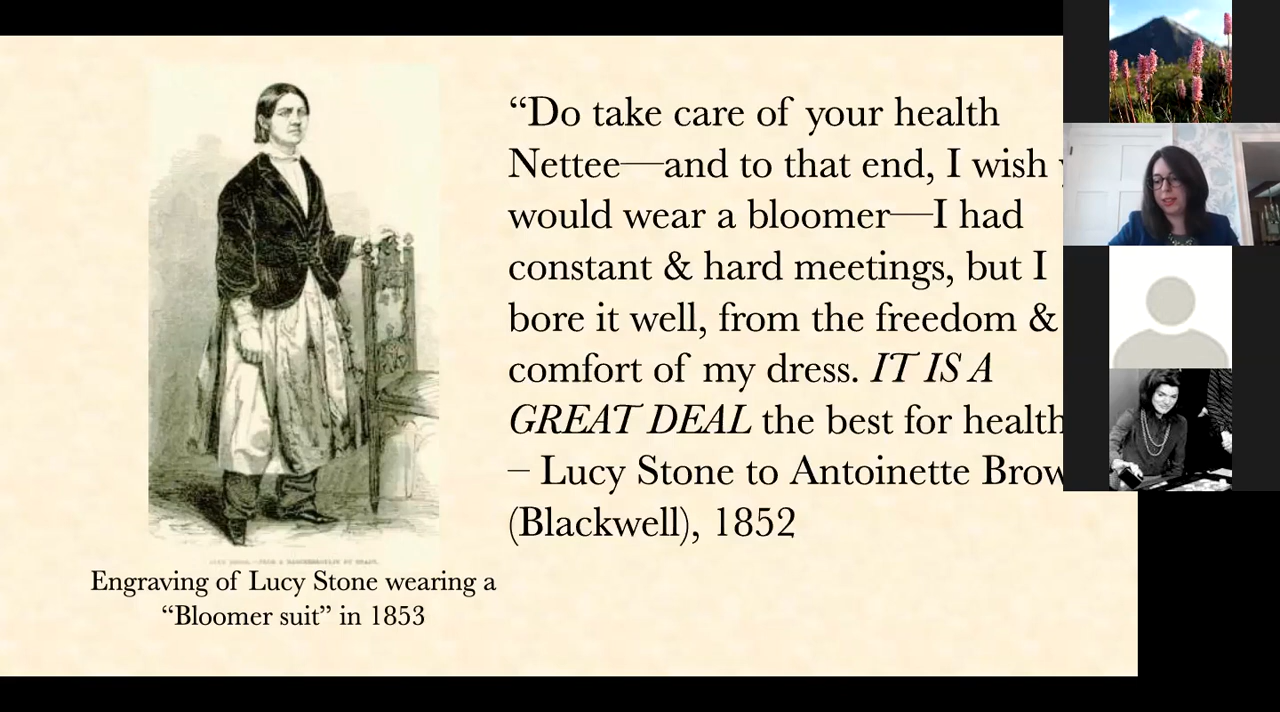 “Do take care of your health
Nettee—and to that end, I wish
would wear a bloomer—I had
constant & hard meetings, but I
bore it well, from the freedom &
comfort of my dress. IT IS A
GREAT DEAL the best for health
– Lucy Stone to Antoinette Brow
(Blackwell), 1852
Engraving of Lucy Stone wearing a
“Bloomer suit” in 1853